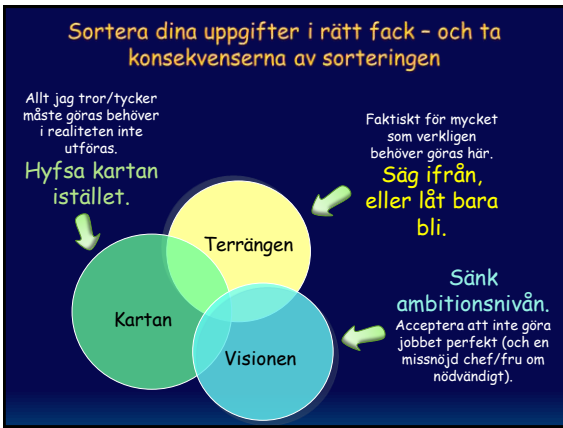 Sortera dina uppgifter i rätt fack – och ta
konsekvenserna av sorteringen
Allt jag tror/tycker
måste göras behöver
i realiteten inte
utföras.
Hyfsa kartan
istället.
Faktiskt för mycket
som verkligen
behöver göras här.
Säg ifrån,
eller låt bara
bli.
Terrängen
Kartan
Visionen
Sänk
ambitionsnivån.
Acceptera att inte göra
jobbet perfekt (och en
missnöjd chef/fru om
nödvändigt).